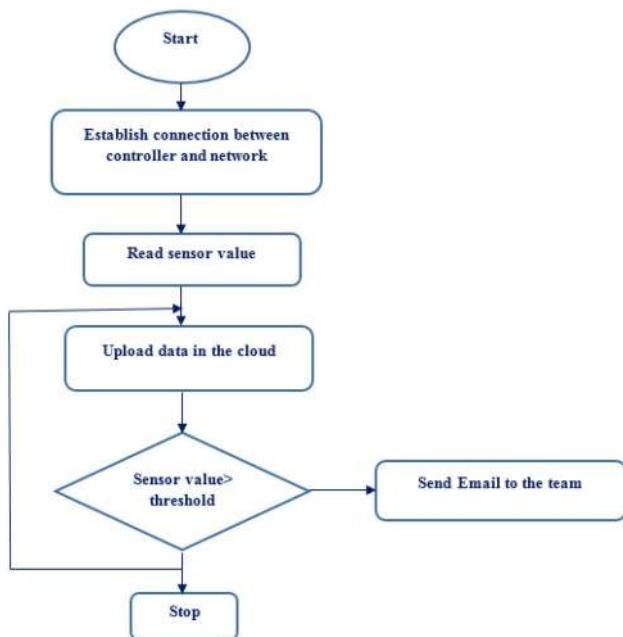 Start
Establish connection between
controller and network
Read sensor value
Upload data in the cloud
Sensor value>
threshold
Send Email to the team
Stop